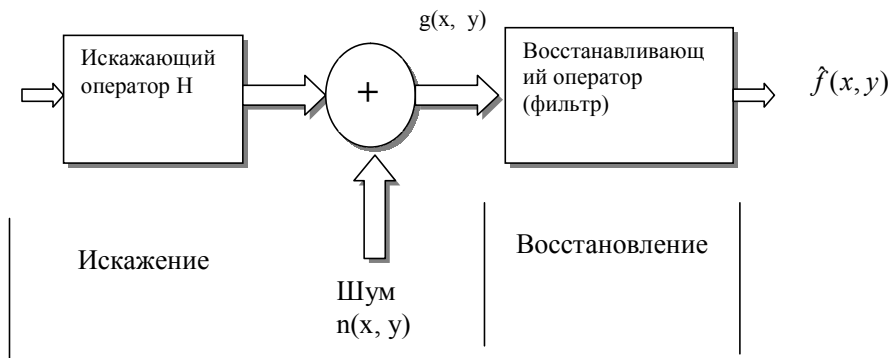 g(x, y)
Искажающий
оператор Н
+
Восстанавливающ
ий оператор
(фильтр)
f̂(x, y)
Искажение
Восстановление
Шум
n(x, y)